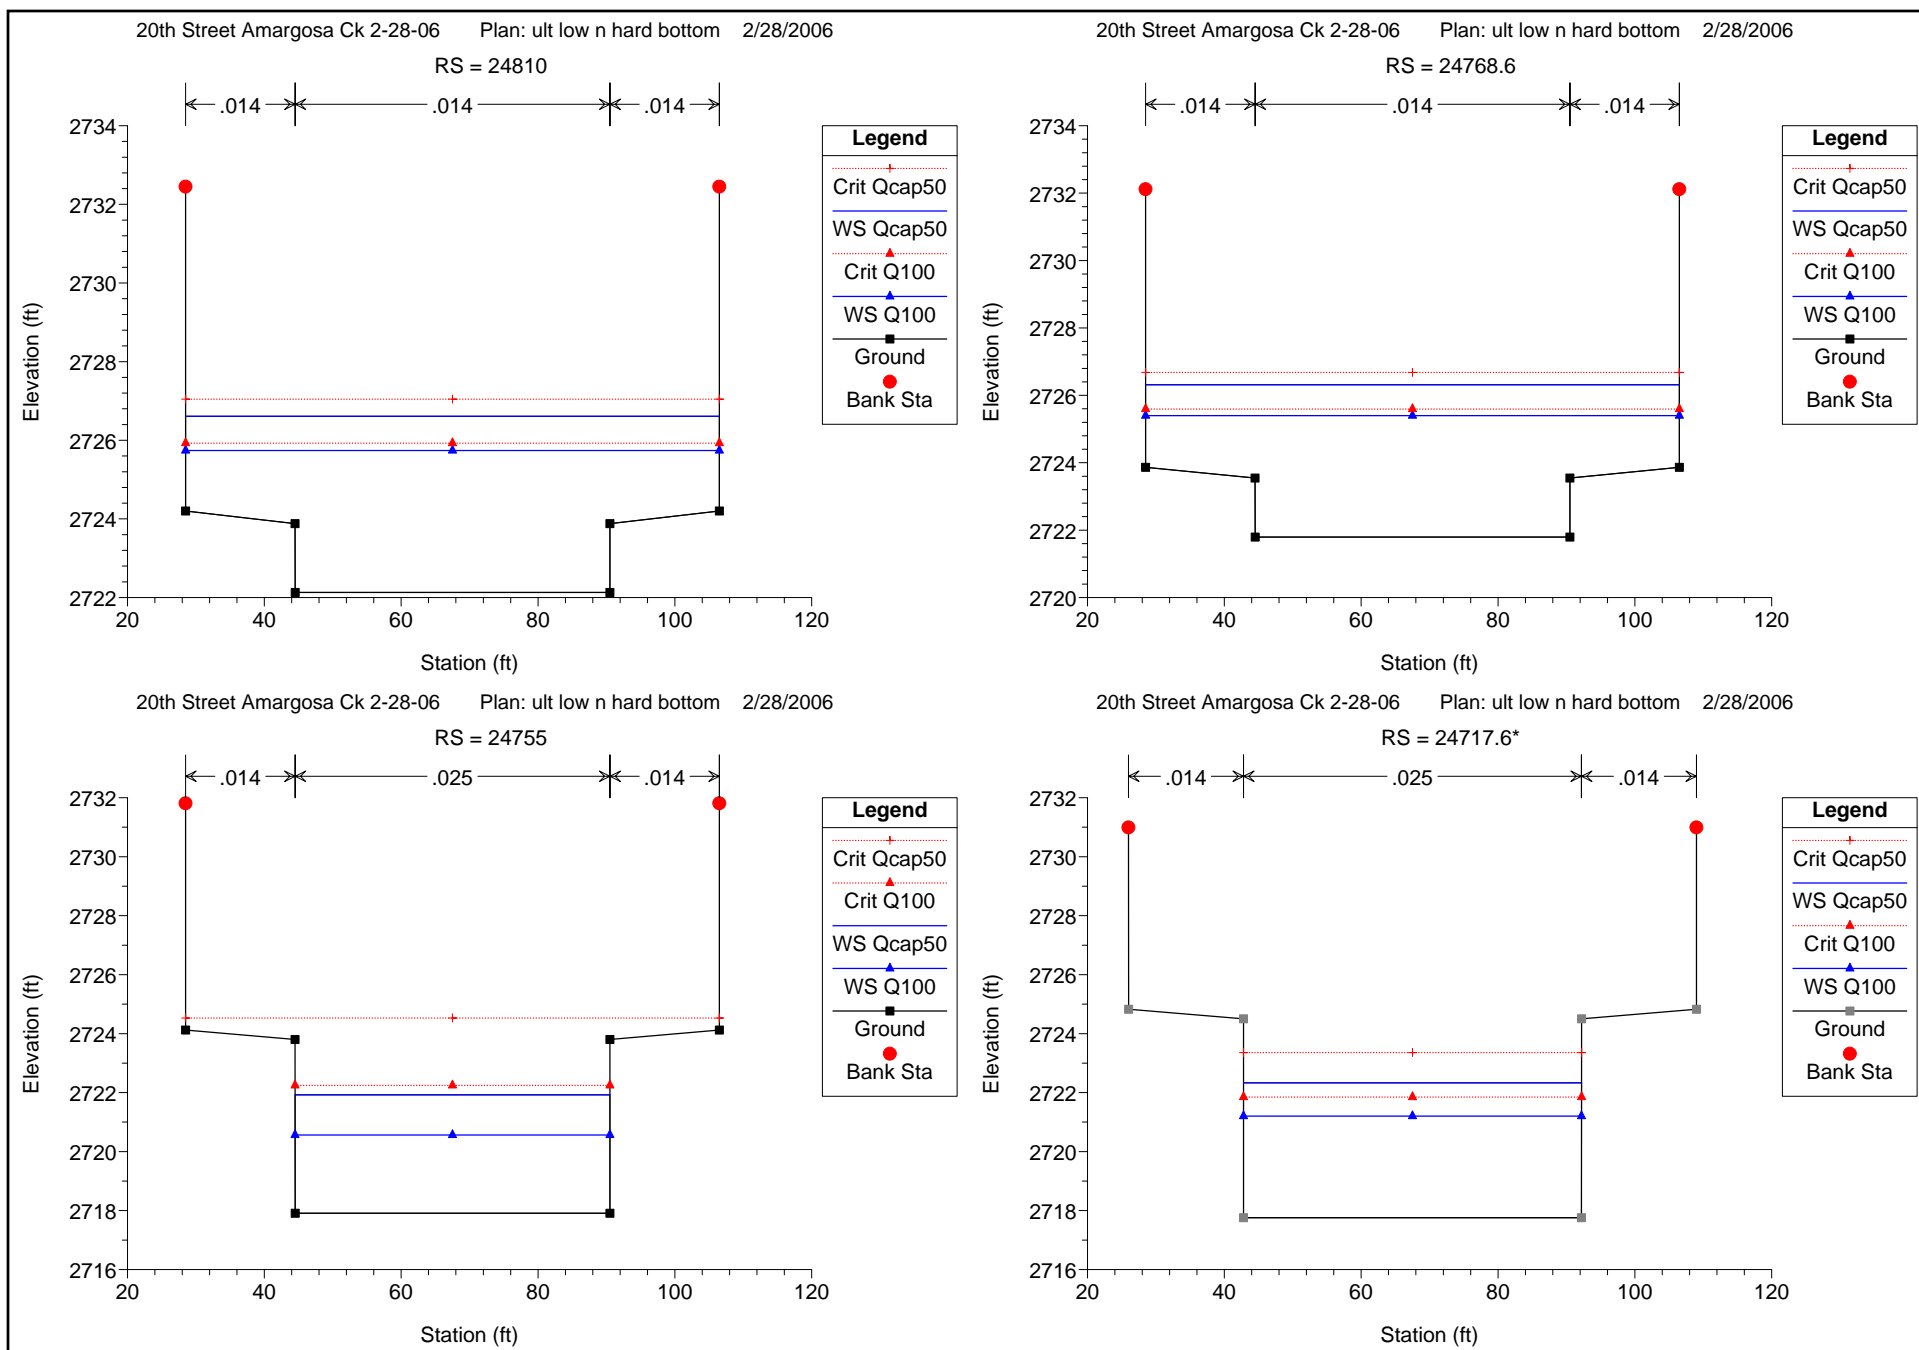 20th Street Amargosa Ck 2-28-06 Plan: ult low n hard bottom 2/28/2006
RS = 24810
.014 .014 .014
2734
2732
2730
2728
2726
2724
2722
Elevation (ft)
20 40 60 80 100 120
Station (ft)
Legend
Crit Qcap50
WS Qcap50
Crit Q100
WS Q100
Ground
Bank Sta
20th Street Amargosa Ck 2-28-06 Plan: ult low n hard bottom 2/28/2006
RS = 24768.6
.014 .014 .014
2734
2732
2730
2728
2726
2724
2722
2720
Elevation (ft)
20 40 60 80 100 120
Station (ft)
Legend
Crit Qcap50
WS Qcap50
Crit Q100
WS Q100
Ground
Bank Sta
20th Street Amargosa Ck 2-28-06 Plan: ult low n hard bottom 2/28/2006
RS = 24755
.014 .025 .014
2732
2730
2728
2726
2724
2722
2720
2718
2716
Elevation (ft)
20 40 60 80 100 120
Station (ft)
Legend
Crit Qcap50
Crit Q100
WS Qcap50
WS Q100
Ground
Bank Sta
20th Street Amargosa Ck 2-28-06 Plan: ult low n hard bottom 2/28/2006
RS = 24717.6*
.014 .025 .014
2732
2730
2728
2726
2724
2722
2720
2718
2716
Elevation (ft)
20 40 60 80 100 120
Station (ft)
Legend
Crit Qcap50
WS Qcap50
Crit Q100
WS Q100
Ground
Bank Sta